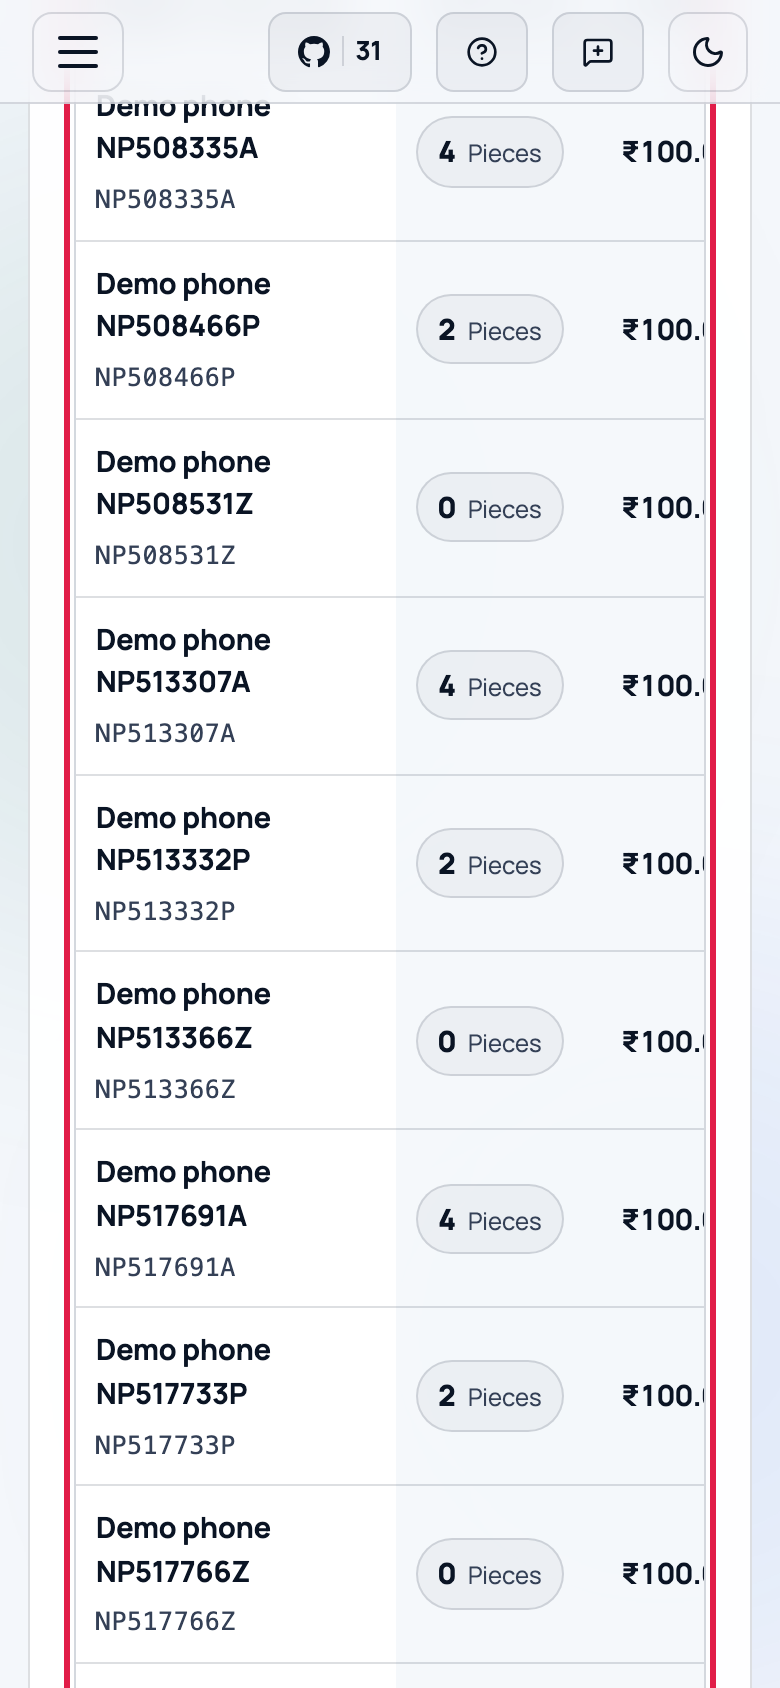 31
Demo phone
NP508335A
NP508335A
4 Pieces
₹100.
Demo phone
NP508466P
NP508466P
2 Pieces
₹100.
Demo phone
NP508531Z
NP508531Z
0 Pieces
₹100.
Demo phone
NP513307A
NP513307A
4 Pieces
₹100.
Demo phone
NP513332P
NP513332P
2 Pieces
₹100.
Demo phone
NP513366Z
NP513366Z
0 Pieces
₹100.
Demo phone
NP517691A
NP517691A
4 Pieces
₹100.
Demo phone
NP517733P
NP517733P
2 Pieces
₹100.
Demo phone
NP517766Z
NP517766Z
0 Pieces
₹100.